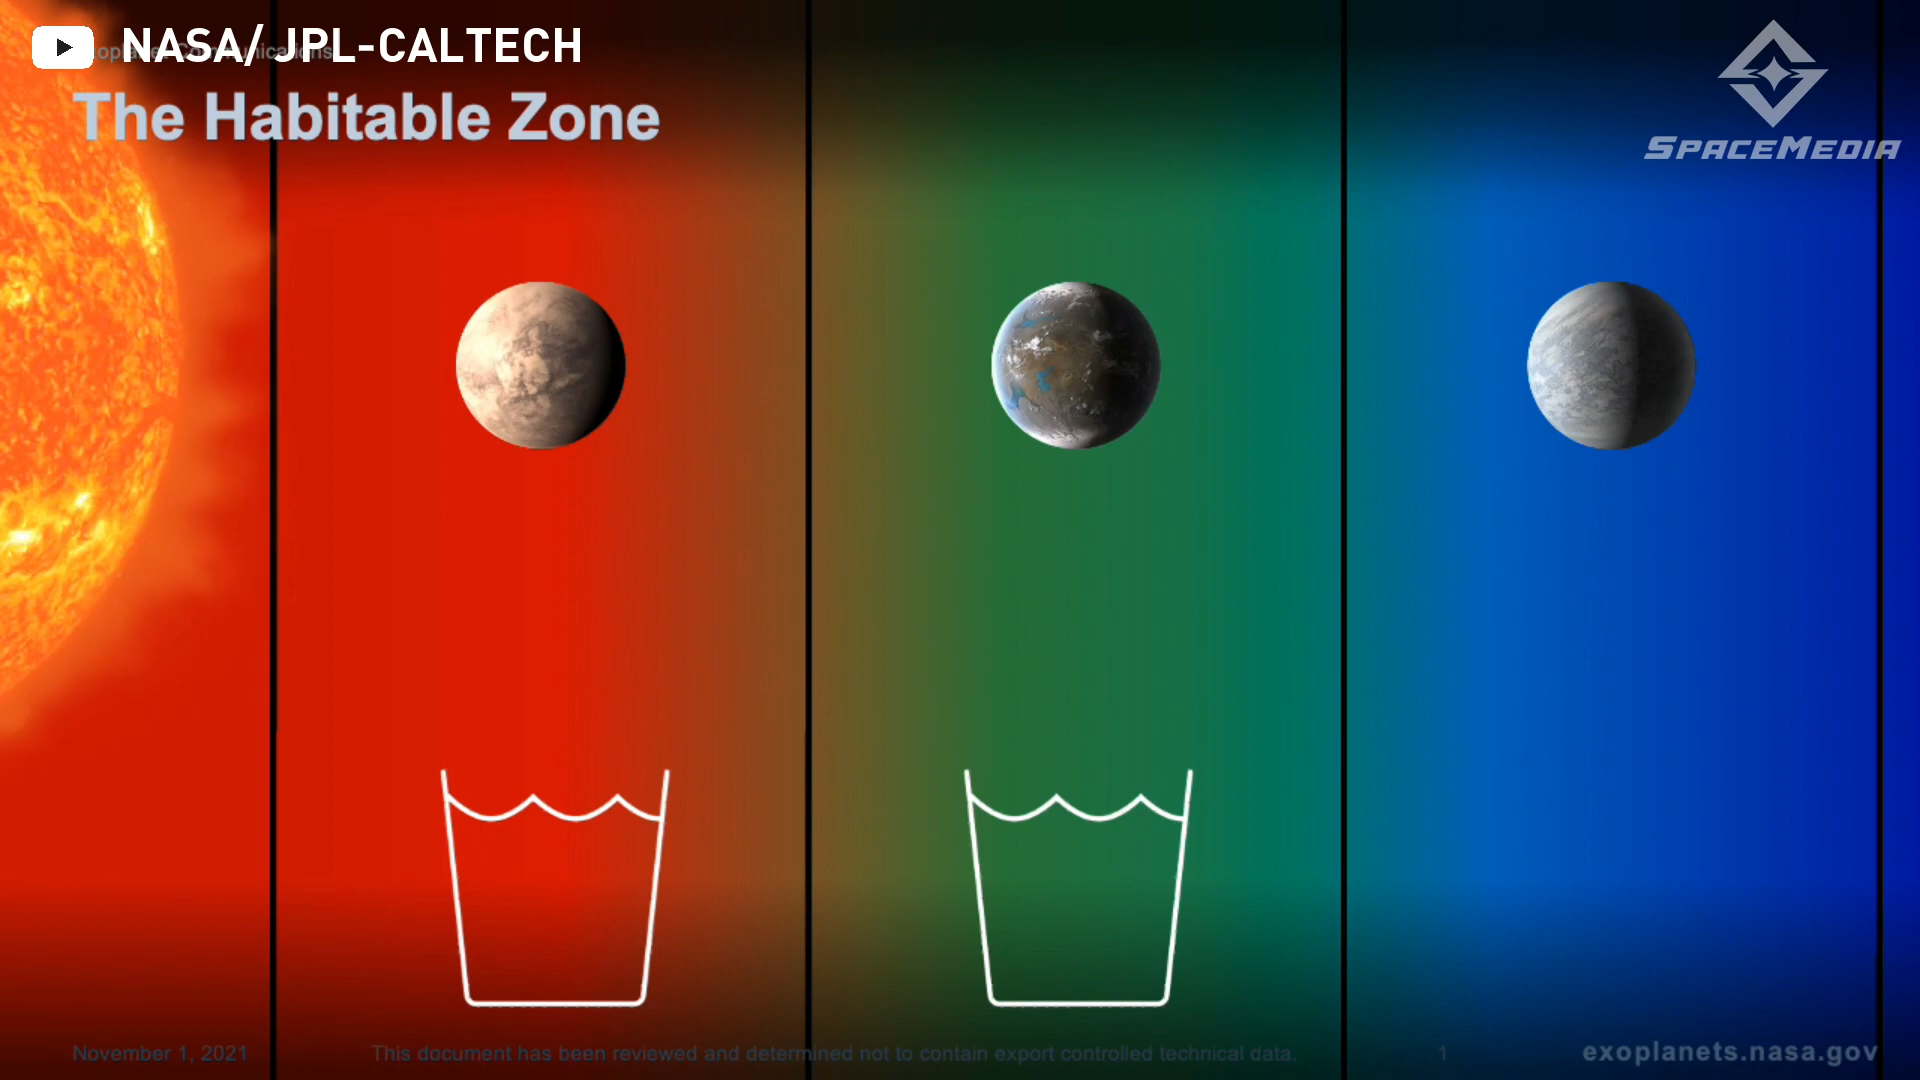 NASA/ JPL-CALTECH
The Habitable Zone
SPACEMEDIA
November 1, 2021
This document has been reviewed and determined not to contain export controlled technical data.
1
exoplanets.nasa.gov